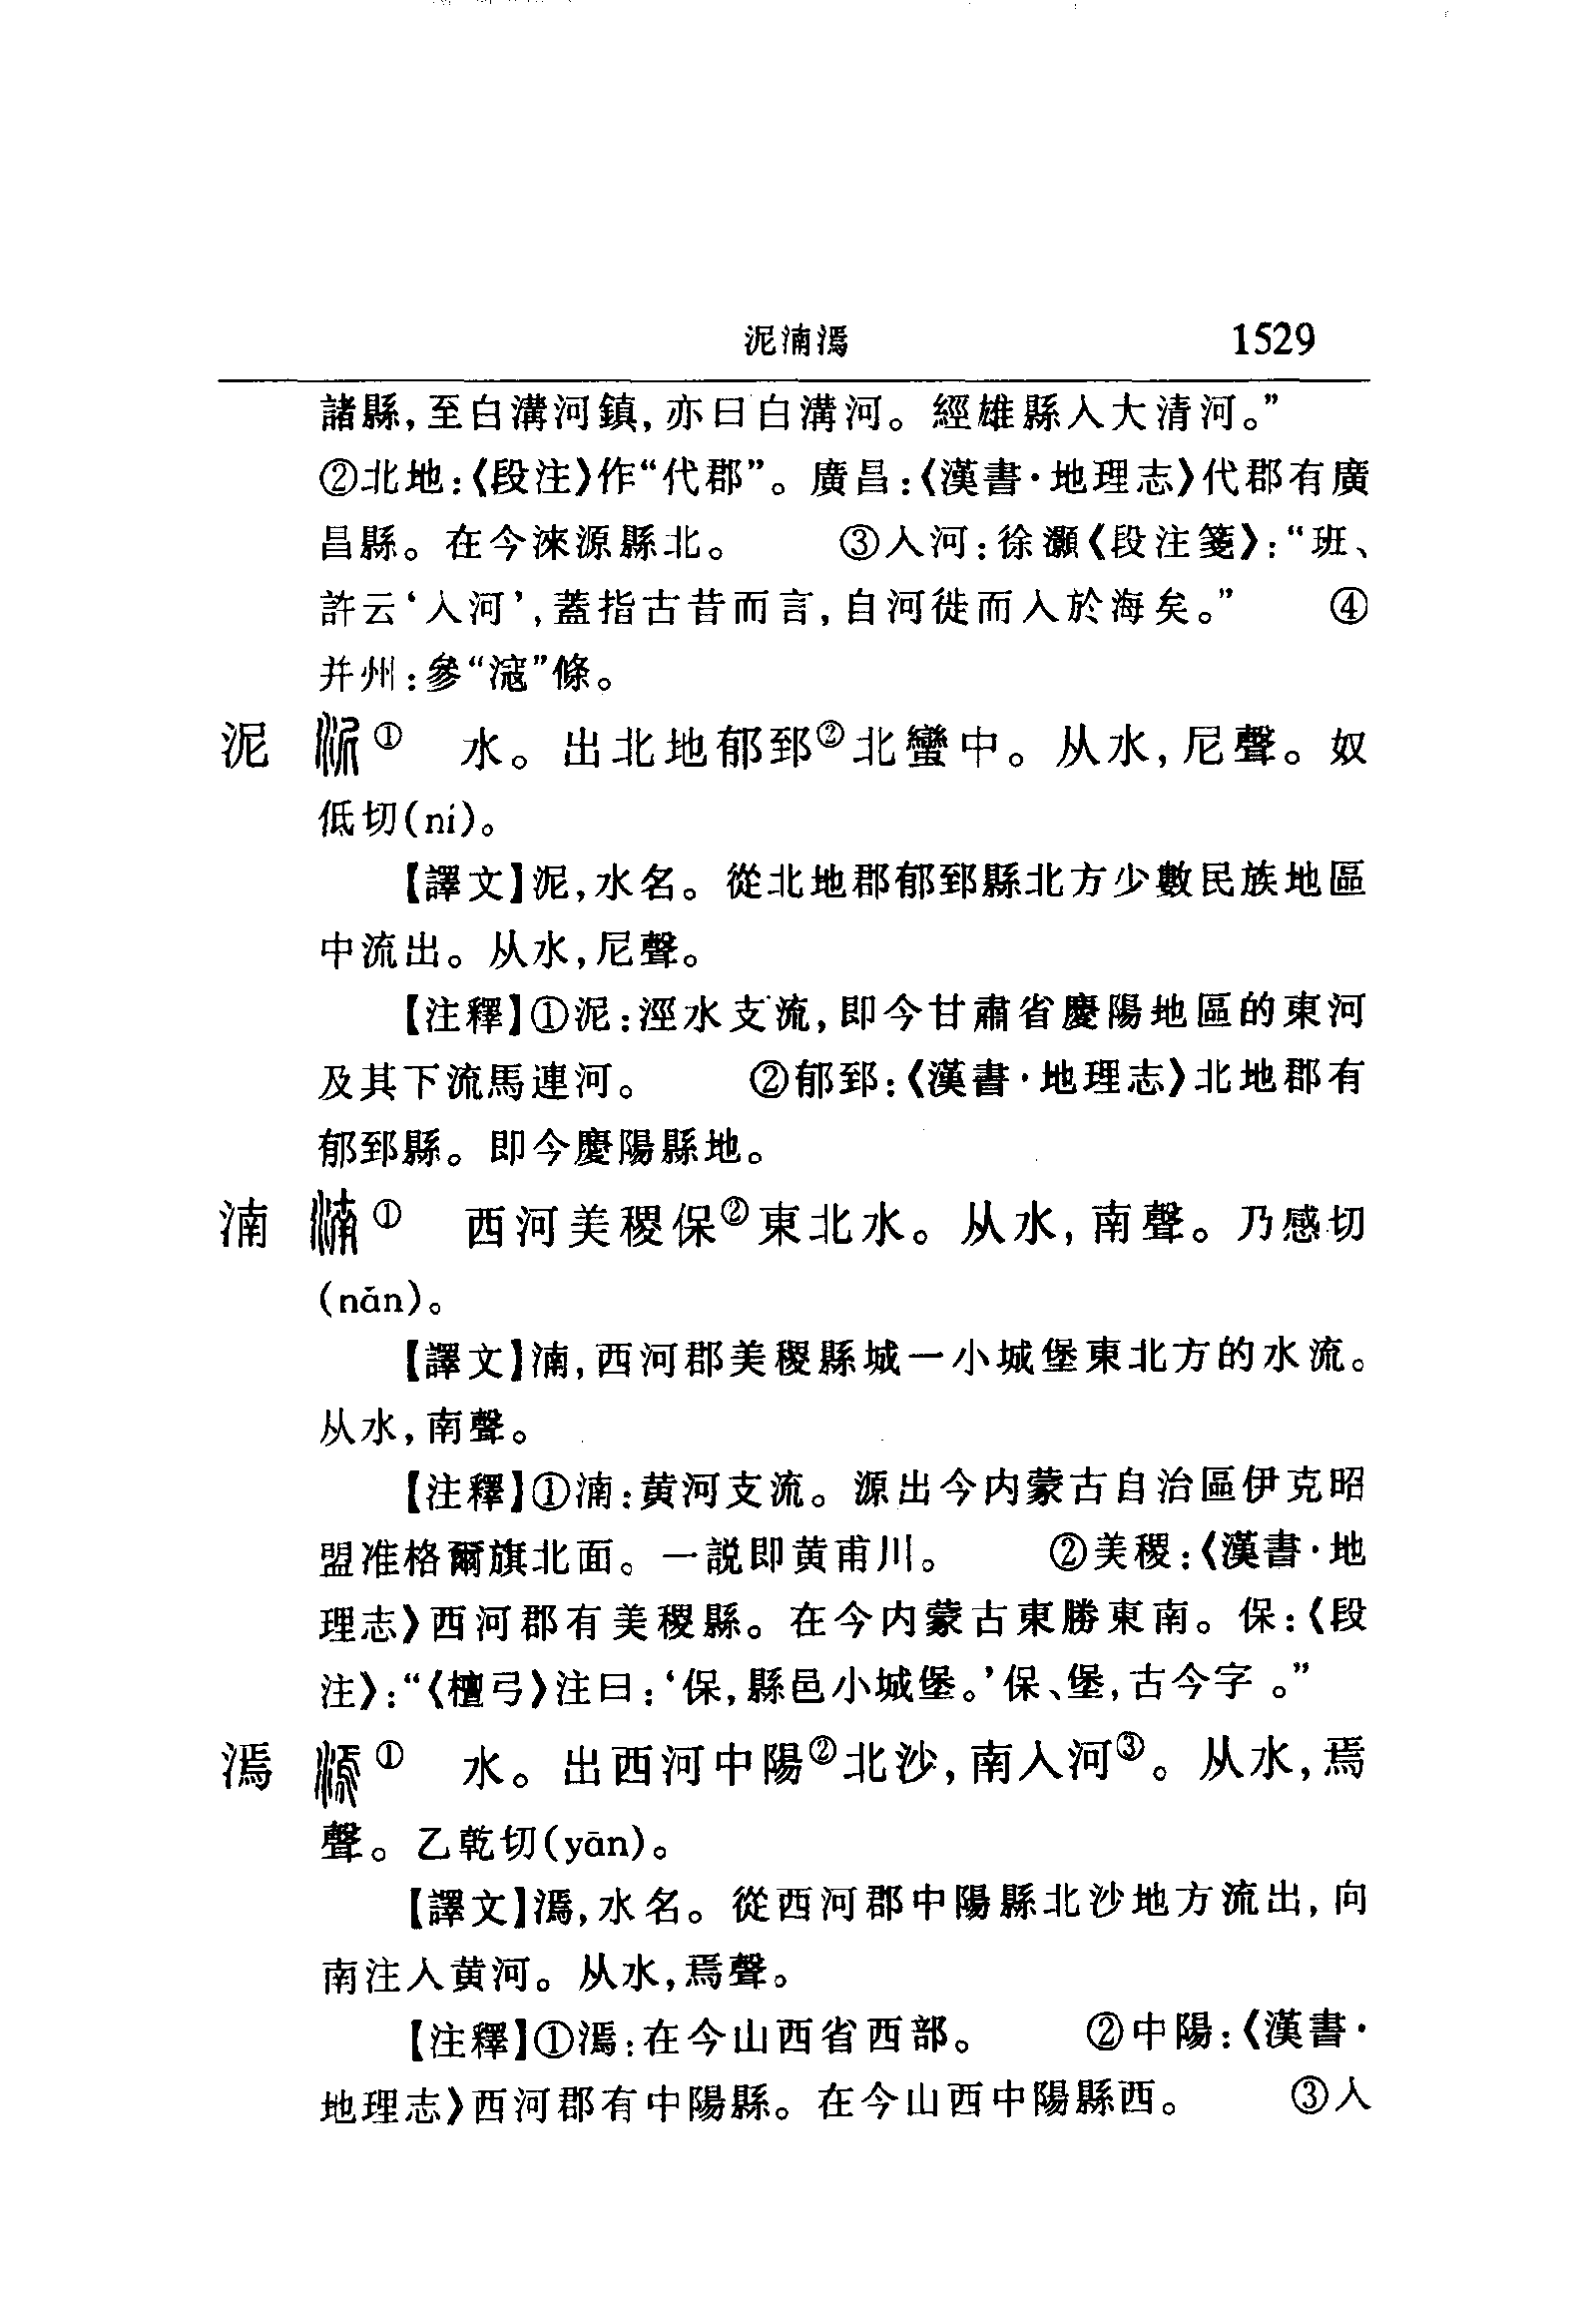 泥湳漹 1529
諸縣,至白溝河鎮,亦曰白溝河。經雄縣入大清河。”
②北地:《段注》作“代郡”。廣昌:《漢書·地理志》代郡有廣
昌縣。在今淶源縣北。 ③入河:徐灝《段注箋》:“班、
許云‘入河’,蓋指古昔而言,自河徙而入於海矣。” ④
并州:參“滱”條。
泥 ① 水。出北地郁郅②北蠻中。从水,尼聲。奴
低切(ní)。
【譯文】泥,水名。從北地郡郁郅縣北方少數民族地區
中流出。从水,尼聲。
【注釋】①泥:涇水支流,即今甘肅省慶陽地區的東河
及其下流馬連河。 ②郁郅:《漢書·地理志》北地郡有
郁郅縣。即今慶陽縣地。
湳 ① 西河美稷保②東北水。从水,南聲。乃感切
(nǎn)。
【譯文】湳,西河郡美稷縣城一小城堡東北方的水流。
从水,南聲。
【注釋】①湳:黄河支流。源出今内蒙古自治區伊克昭
盟准格爾旗北面。一説即黄甫川。 ②美稷:《漢書·地
理志》西河郡有美稷縣。在今内蒙古東勝東南。保:《段
注》:“《檀弓》注曰:‘保,縣邑小城堡。’保、堡,古今字。”
漹 ① 水。出西河中陽②北沙,南入河③。从水,焉
聲。乙乾切(yān)。
【譯文】漹,水名。從西河郡中陽縣北沙地方流出,向
南注入黄河。从水,焉聲。
【注釋】①漹:在今山西省西部。 ②中陽:《漢書·
地理志》西河郡有中陽縣。在今山西中陽縣西。 ③入